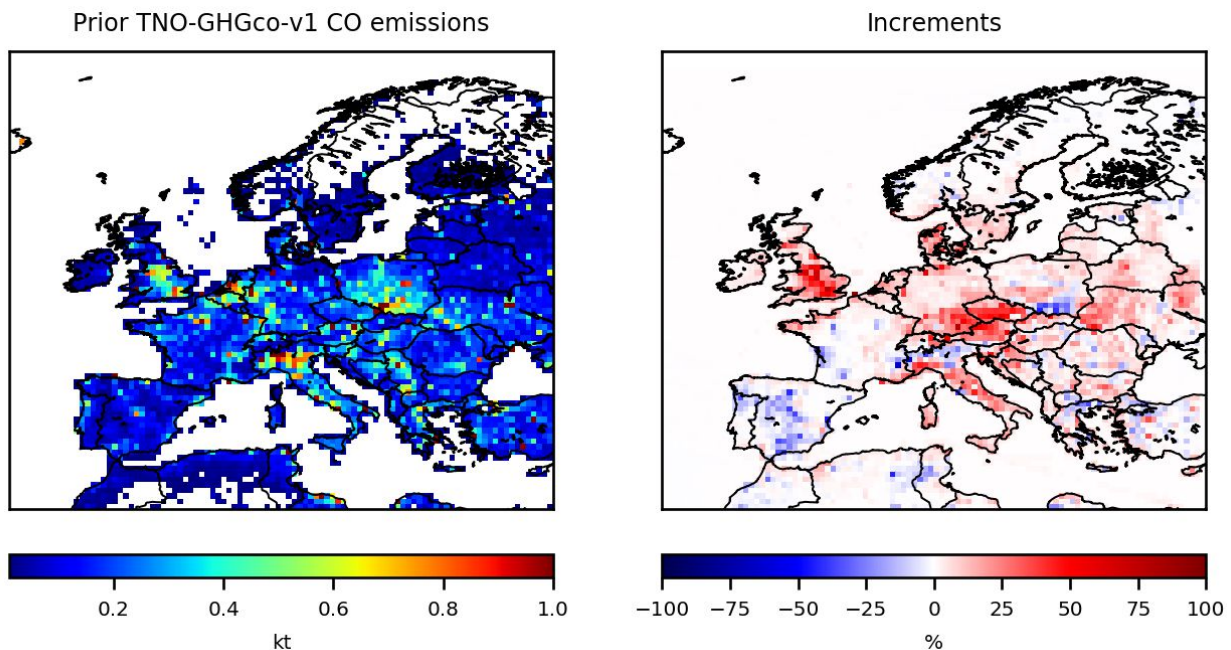 Prior TNO-GHGco-v1 CO emissions
Increments
0.2 0.4 0.6 0.8 1.0
kt
−100 −75 −50 −25 0 25 50 75 100
%